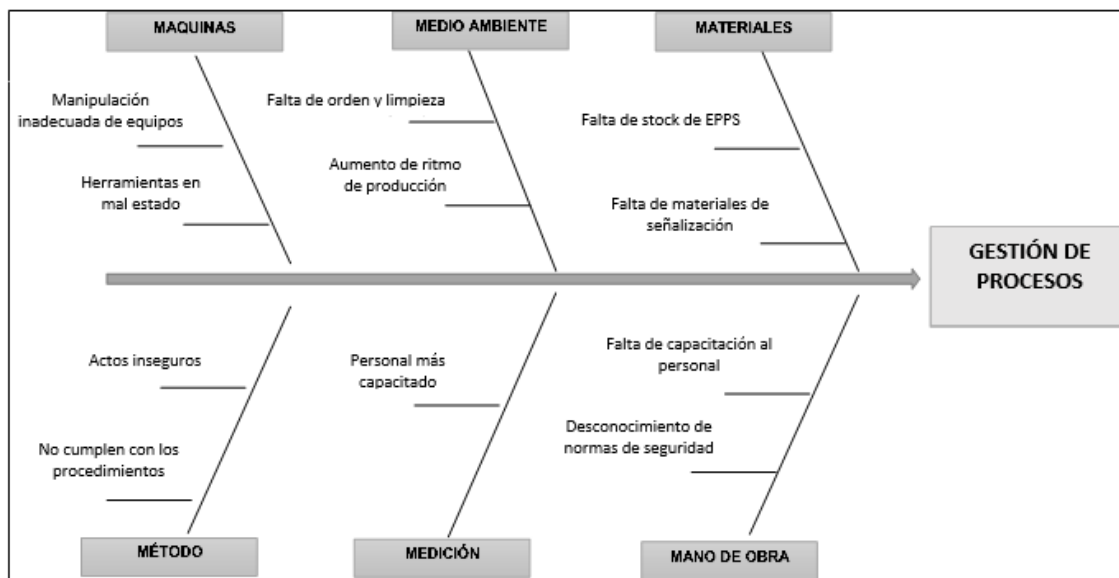 MAQUINAS
MEDIO AMBIENTE
MATERIALES
Manipulación
inadecuada de equipos
Herramientas en
mal estado
Falta de orden y limpieza
Aumento de ritmo
de producción
Falta de stock de EPPS
Falta de materiales de
señalización
GESTIÓN DE
PROCESOS
Actos inseguros
No cumplen con los
procedimientos
Personal más
capacitado
Falta de capacitación al
personal
Desconocimiento de
normas de seguridad
MÉTODO
MEDICIÓN
MANO DE OBRA